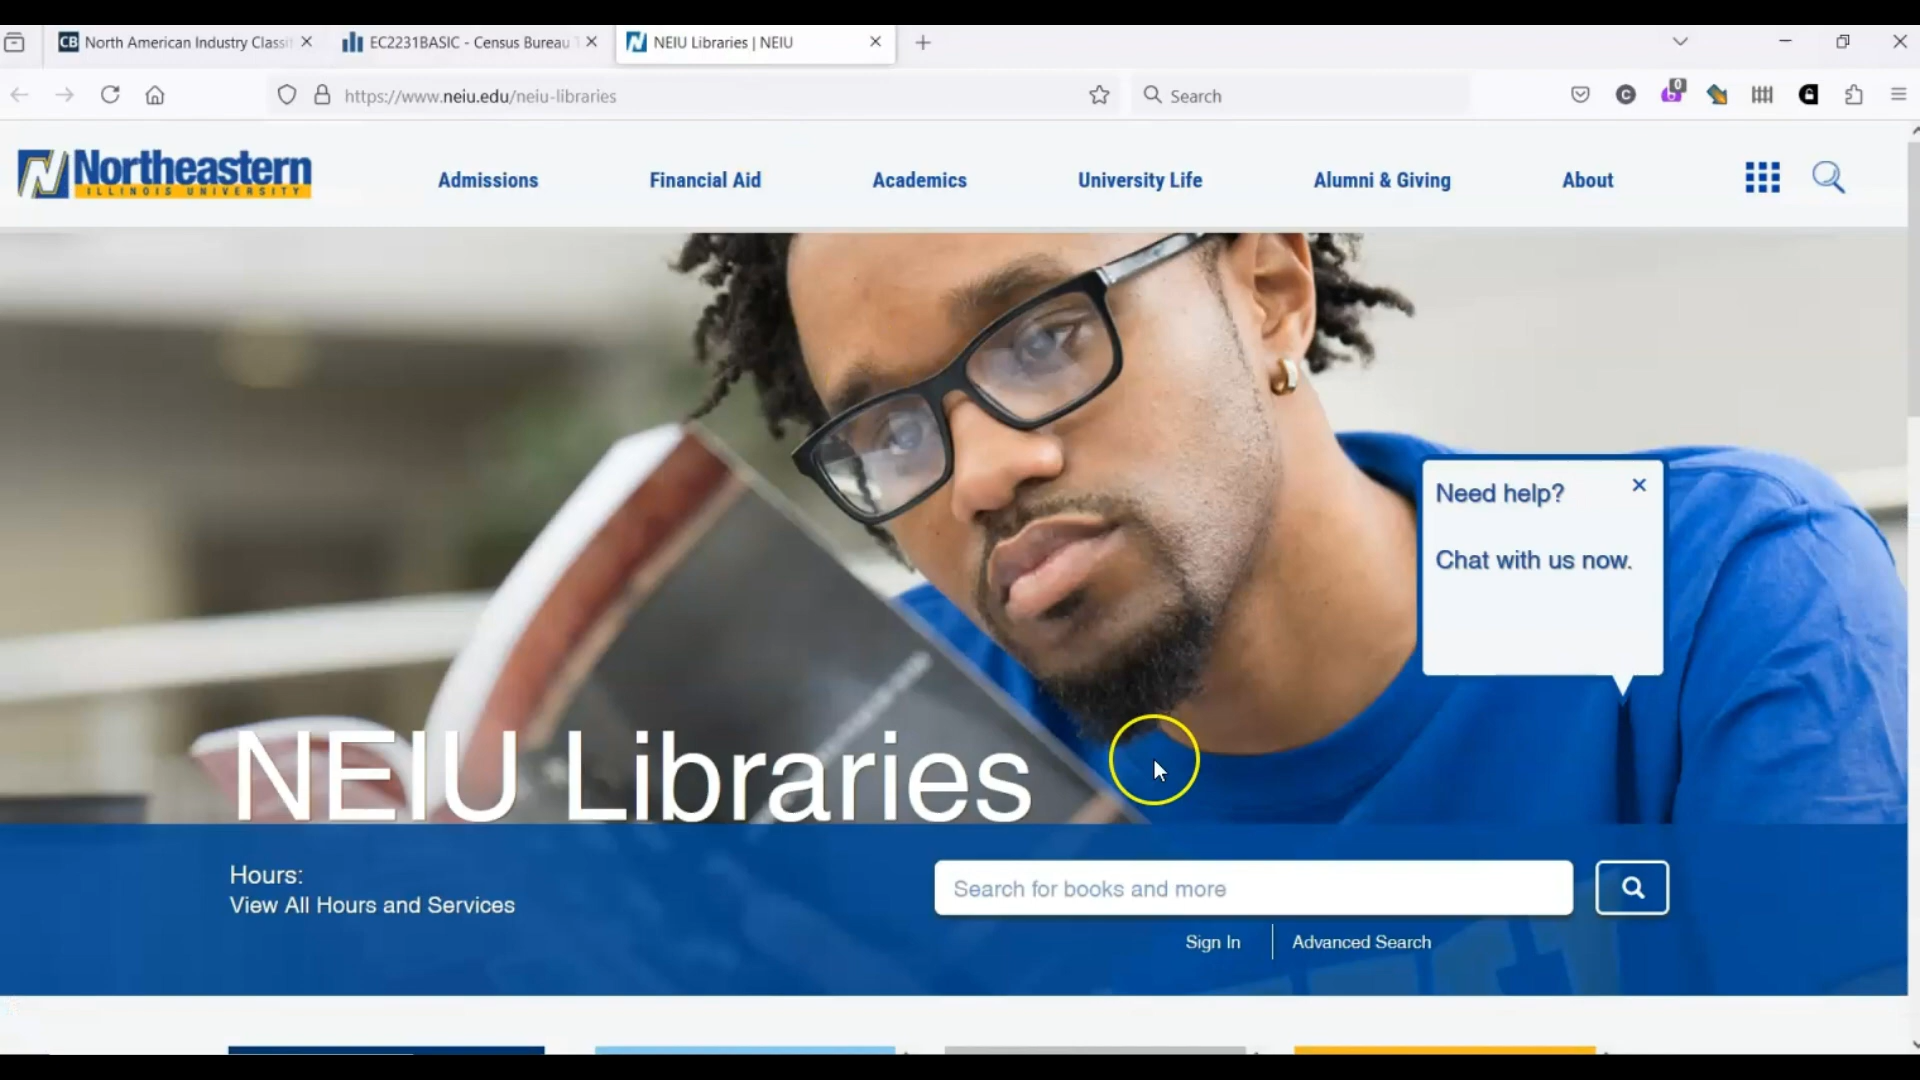 North American Industry Classif
EC2231BASIC - Census Bureau T
NEIU Libraries | NEIU
https://www.neiu.edu/neiu-libraries
Search
0
Northeastern
ILLINOIS UNIVERSITY
Admissions
Financial Aid
Academics
University Life
Alumni & Giving
About
Need help?
Chat with us now.
NEIU Libraries
Hours:
View All Hours and Services
Search for books and more
Sign In
Advanced Search